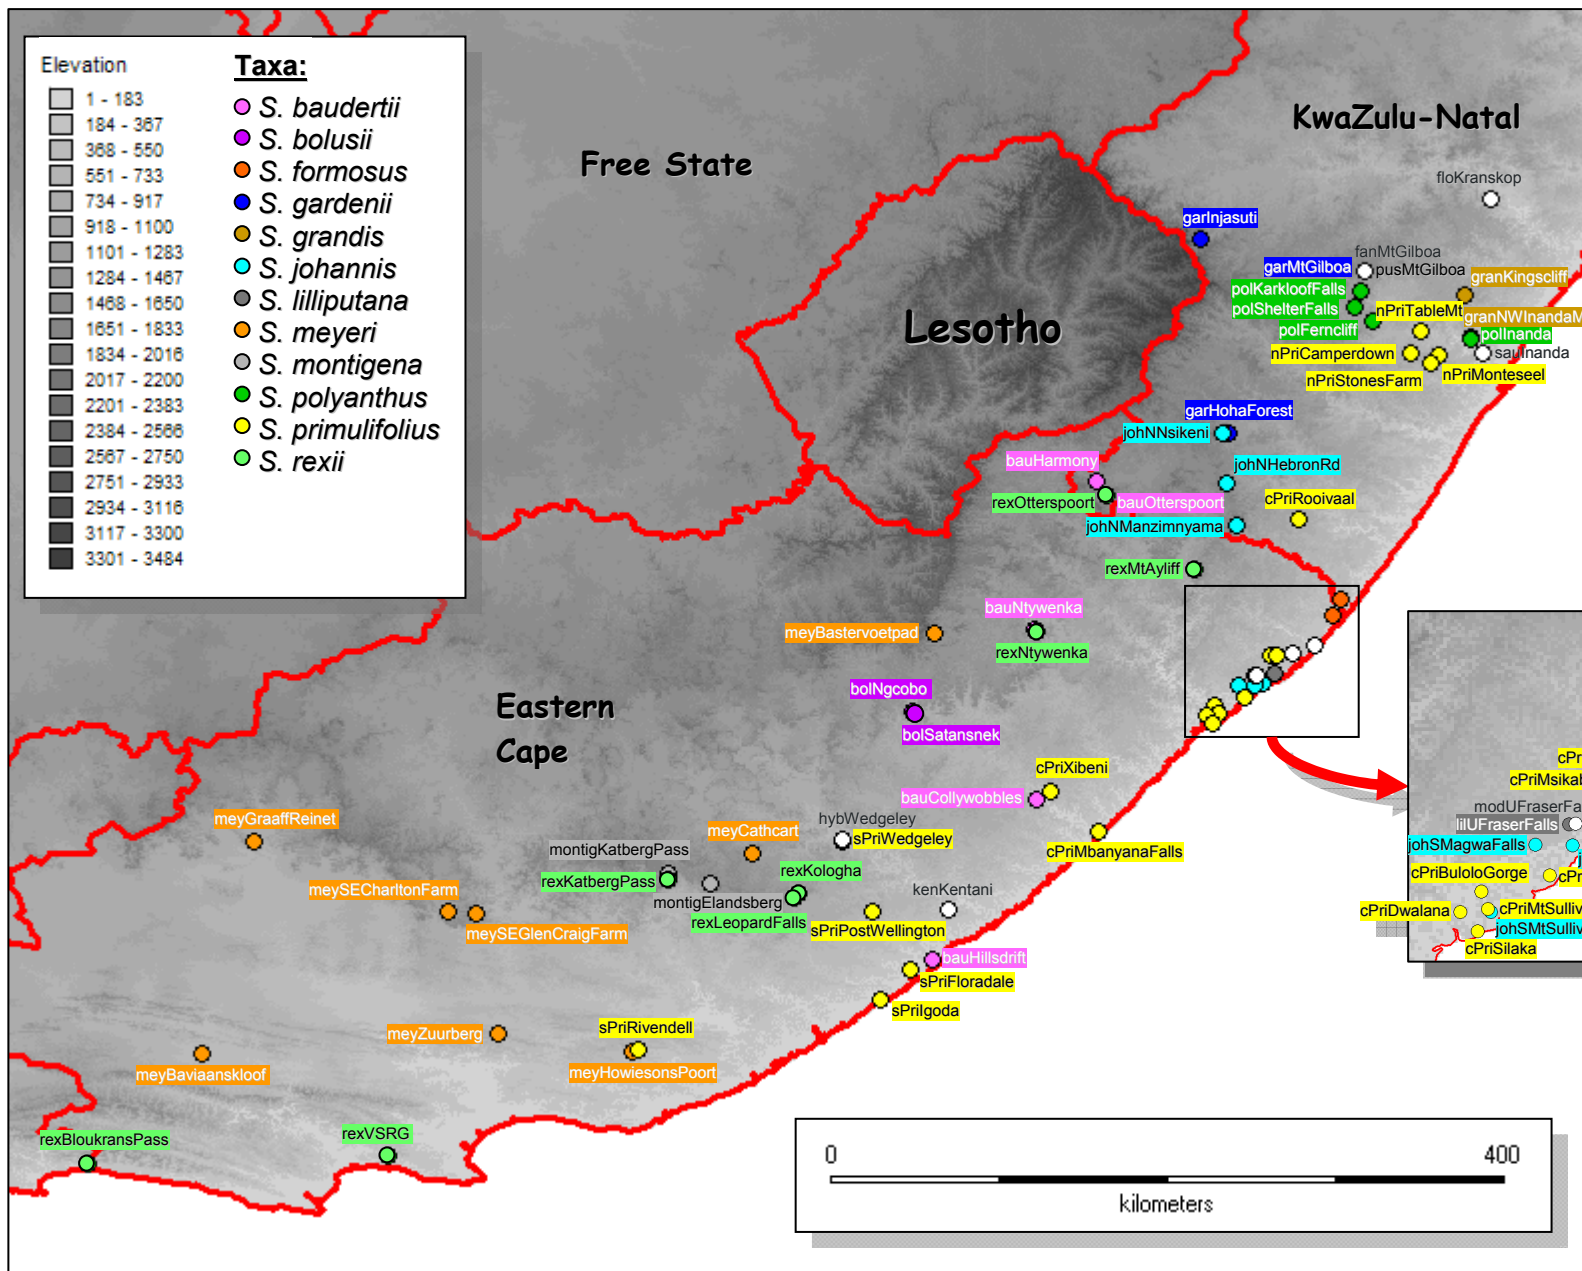 Elevation
1 - 183
184 - 367
368 - 550
551 - 733
734 - 917
918 - 1100
1101 - 1283
1284 - 1467
1468 - 1650
1651 - 1833
1834 - 2016
2017 - 2200
2201 - 2383
2384 - 2566
2567 - 2750
2751 - 2933
2934 - 3116
3117 - 3300
3301 - 3484
Taxa:
S. baudertii
S. bolusii
S. formosus
S. gardenii
S. grandis
S. johannis
S. lilliputana
S. meyeri
S. montigena
S. polyanthus
S. primulifolius
S. rexii
Free State
KwaZulu-Natal
Lesotho
Eastern
Cape
floKranskop
garInjasuti
fanMtGilboa
garMtGilboa
pusMtGilboa
granKingscliff
polKarkloofFalls
polShelterFalls
nPriTableMt
granNWInandaM
polFerncliff
polInanda
nPriCamperdown
sauInanda
nPriStonesFarm
nPriMonteseel
garHohaForest
johNNsikeni
bauHarmony
johNHebronRd
rexOtterspoort
bauOtterspoort
cPriRooivaal
johNManzimnyama
rexMtAyliff
bauNtywenka
meyBastervoetpad
rexNtywenka
bolNgcobo
bolSatansnek
cPriXibeni
bauCollywobbles
cPriMbanyanaFalls
meyGraaffReinet
hybWedgeley
meyCathcart
sPriWedgeley
montigKatbergPass
rexKatbergPass
rexKologha
meySECharltonFarm
montigElandsberg
kenKentani
rexLeopardFalls
meySEGlenCraigFarm
sPriPostWellington
bauHillsdrift
sPriFloradale
sPriIgoda
meyZuurberg
sPriRivendell
meyBaviaanskloof
meyHowiesonsPoort
rexBloukransPass
rexVSRG
cPri
cPriMsikab
modUFraserFa
lilUFraserFalls
johSMagwaFalls
j
cPriBuloloGorge
cPr
cPriDwalana
cPriMtSulliv
johSMtSulliv
cPriSilaka
0
400
kilometers